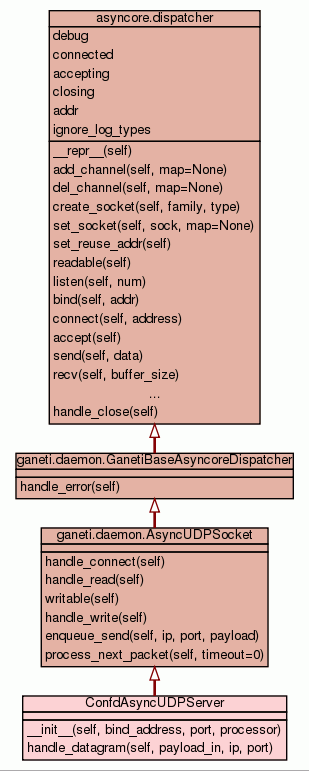 asyncore.dispatcher
debug
connected
accepting
closing
addr
ignore_log_types
__repr__(self)
add_channel(self, map=None)
del_channel(self, map=None)
create_socket(self, family, type)
set_socket(self, sock, map=None)
set_reuse_addr(self)
readable(self)
listen(self, num)
bind(self, addr)
connect(self, address)
accept(self)
send(self, data)
recv(self, buffer_size)
...
handle_close(self)
ganeti.daemon.GanetiBaseAsyncoreDispatcher
handle_error(self)
ganeti.daemon.AsyncUDPSocket
handle_connect(self)
handle_read(self)
writable(self)
handle_write(self)
enqueue_send(self, ip, port, payload)
process_next_packet(self, timeout=0)
ConfdAsyncUDPServer
__init__(self, bind_address, port, processor)
handle_datagram(self, payload_in, ip, port)